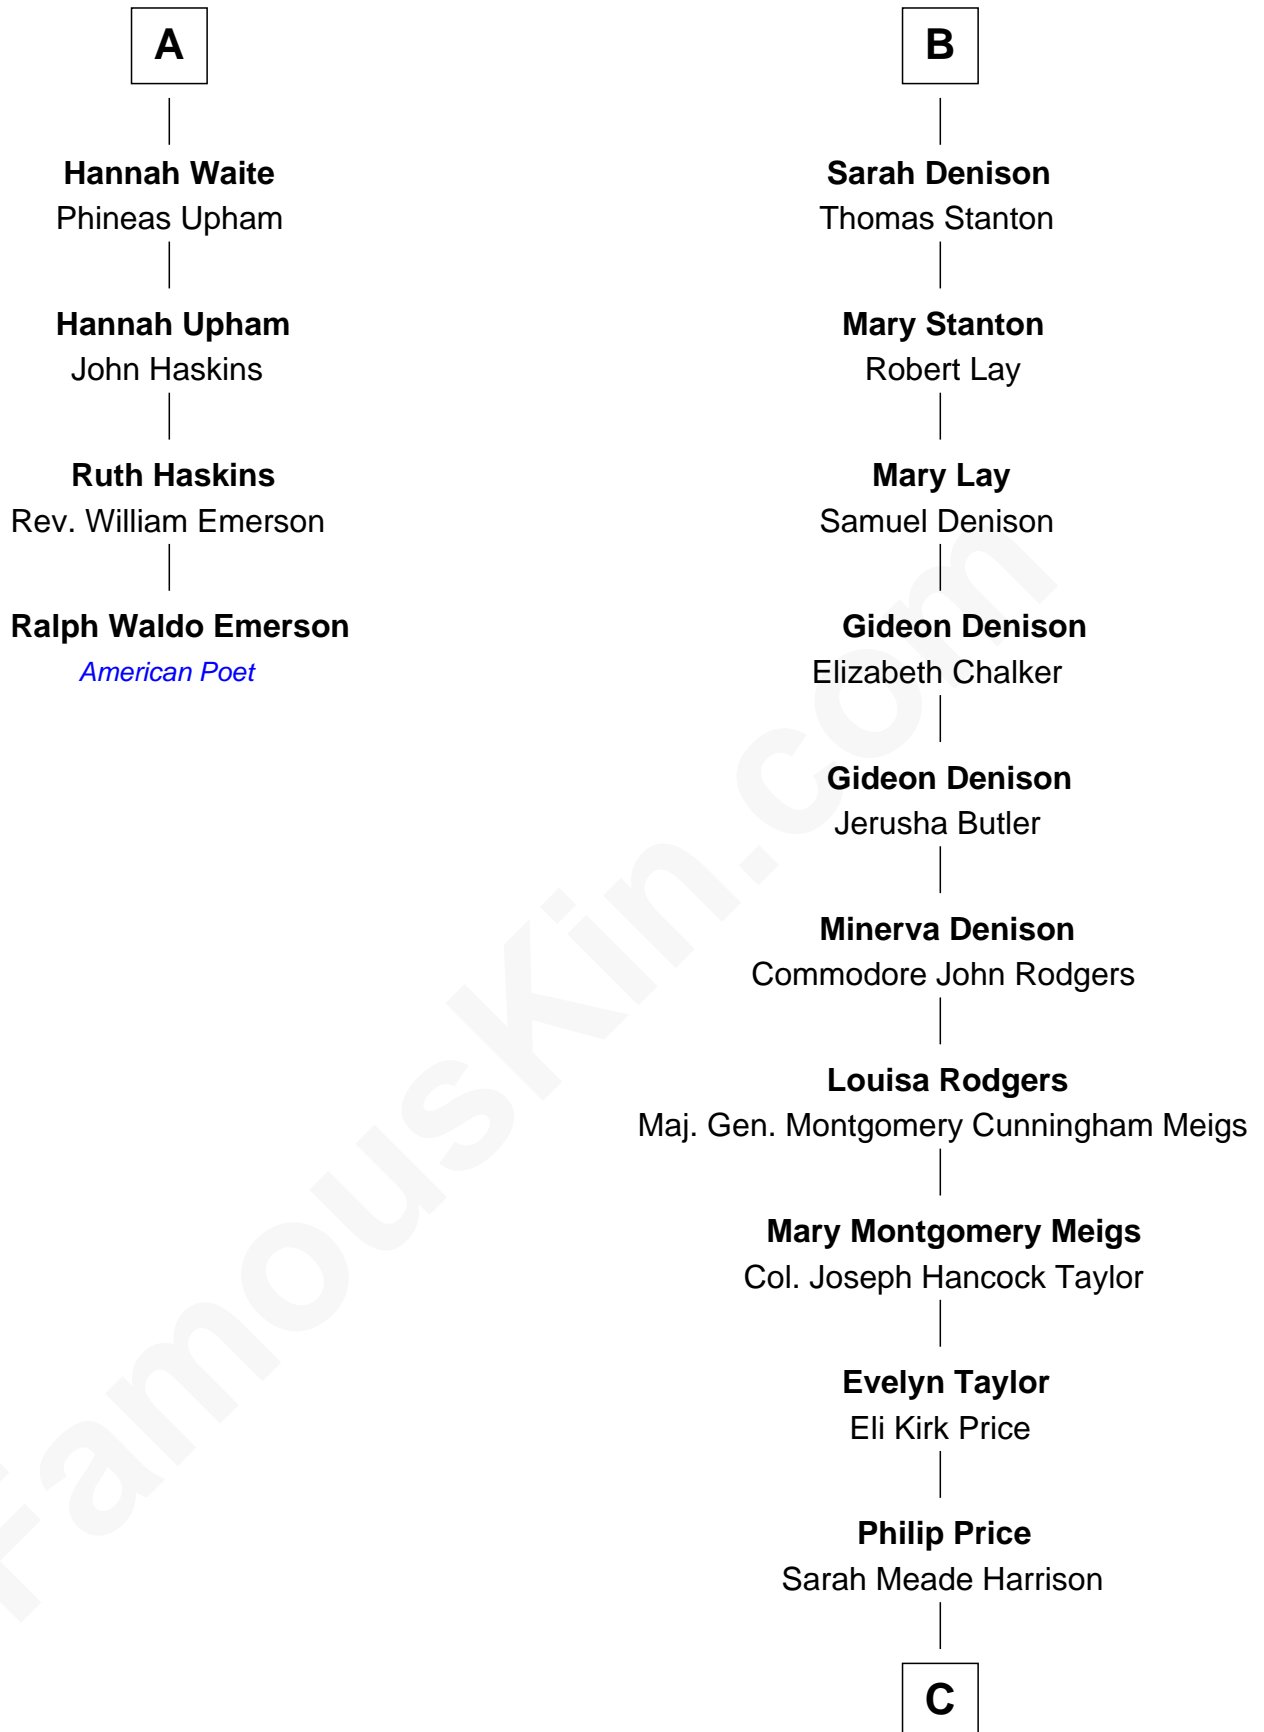 A
Hannah Waite
Phineas Upham
Hannah Upham
John Haskins
Ruth Haskins
Rev. William Emerson
Ralph Waldo Emerson
American Poet
B
Sarah Denison
Thomas Stanton
Mary Stanton
Robert Lay
Mary Lay
Samuel Denison
Gideon Denison
Elizabeth Chalker
Gideon Denison
Jerusha Butler
Minerva Denison
Commodore John Rodgers
Louisa Rodgers
Maj. Gen. Montgomery Cunningham Meigs
Mary Montgomery Meigs
Col. Joseph Hancock Taylor
Evelyn Taylor
Eli Kirk Price
Philip Price
Sarah Meade Harrison
C
FamousKin.com